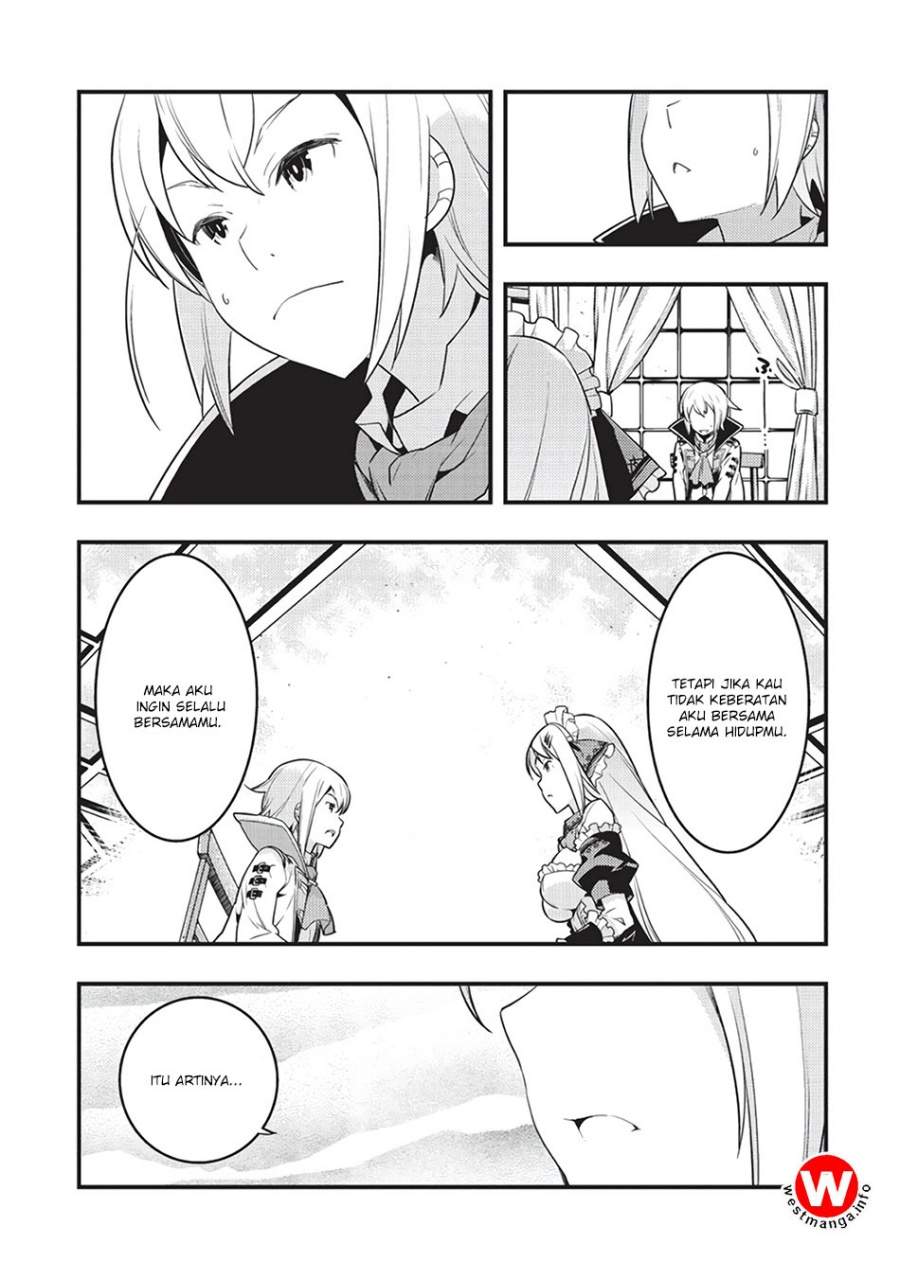 ふ
TETAPI JIKA KAU
TIDAK KEBERATAN
AKU BERSAMA
SELAMA HIDUPMU.
MAKA AKU
INGIN SELALU
BERSAMAMU.
ITU ARTINYA...
W
westmanga.info